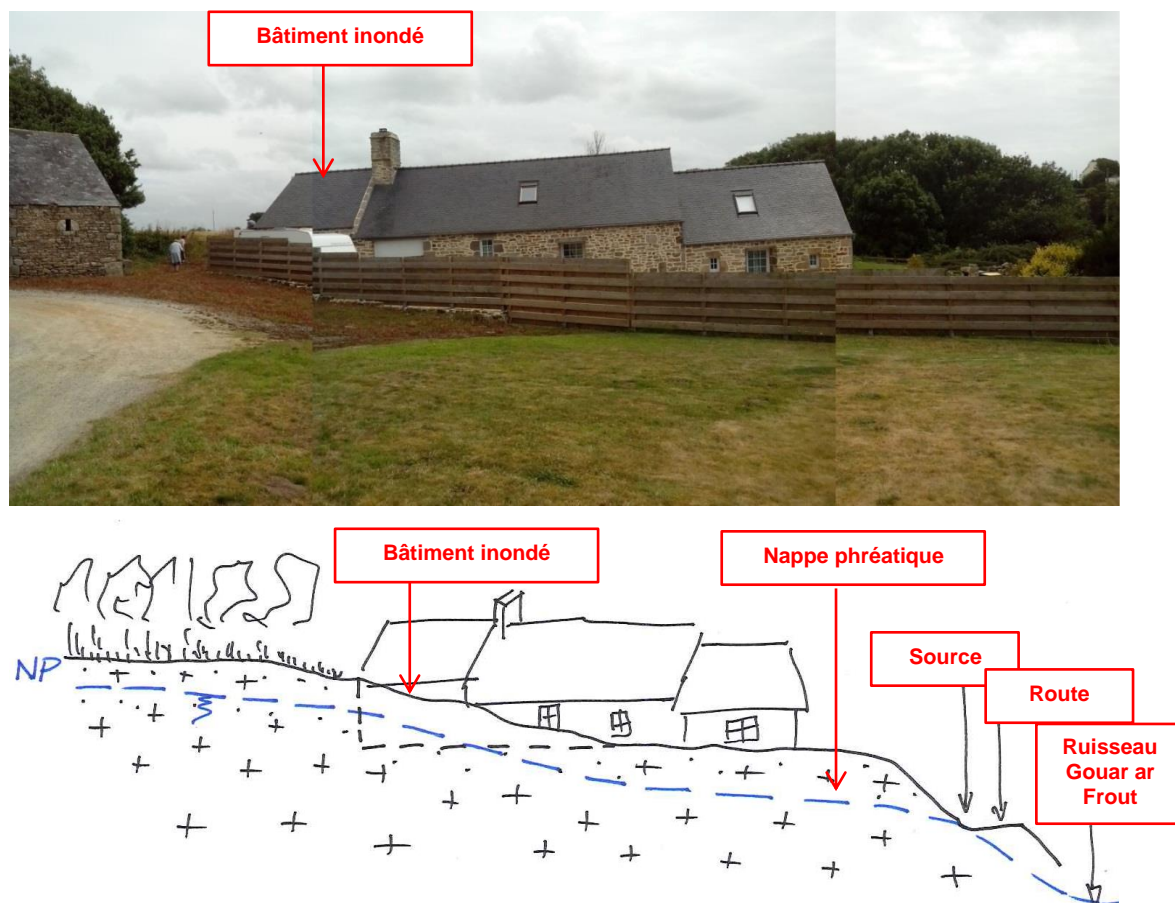 Bâtiment inondé
Bâtiment inondé
Nappe phréatique
NP
Source
Route
Ruisseau
Gouar ar
Frout